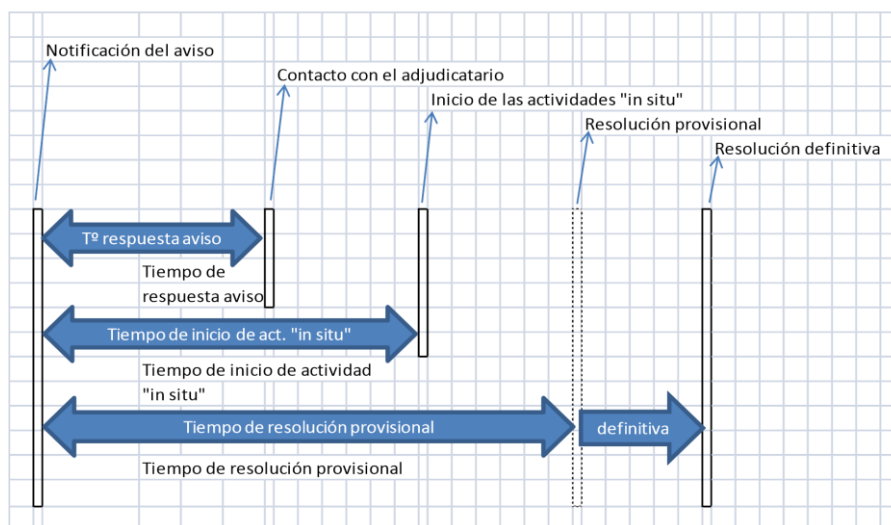 Notificación del aviso
Contacto con el adjudicatario
Inicio de las actividades "in situ"
Resolución provisional
Resolución definitiva
Tº respuesta aviso
Tiempo de
respuesta aviso
Tiempo de inicio de act. "in situ"
Tiempo de inicio de actividad
"in situ"
Tiempo de resolución provisional
definitiva
Tiempo de resolución provisional